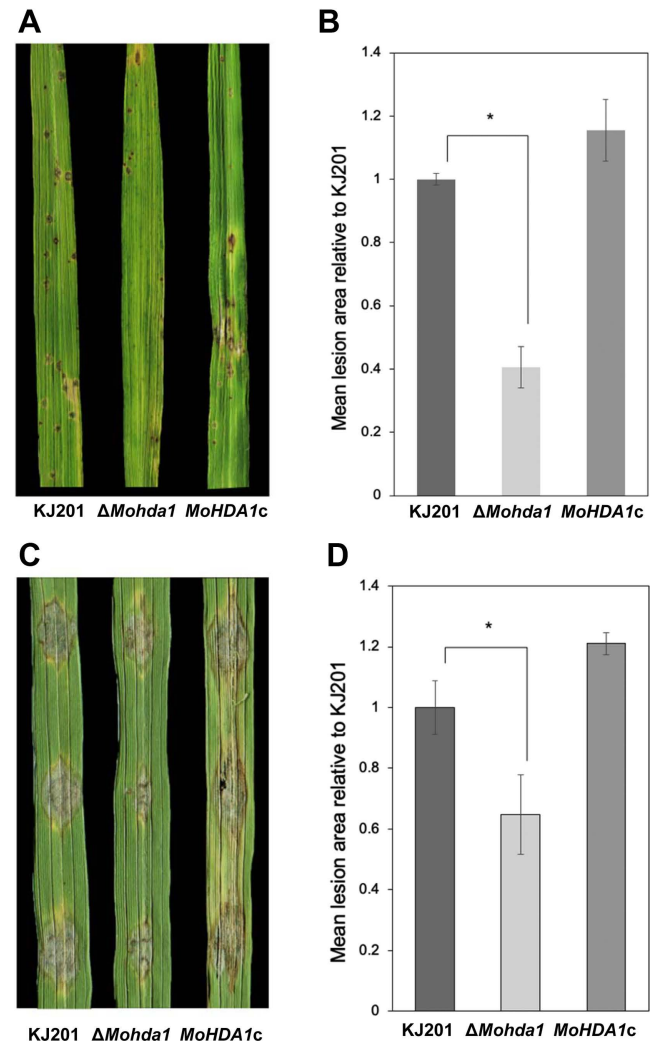 A
KJ201 ΔMohda1 MoHDA1c
B
Mean lesion area relative to KJ201
1.4
1.2
1
0.8
0.6
0.4
0.2
0
*
KJ201 ΔMohda1 MoHDA1c
C
KJ201 ΔMohda1 MoHDA1c
D
Mean lesion area relative to KJ201
1.4
1.2
1
0.8
0.6
0.4
0.2
0
*
KJ201 ΔMohda1 MoHDA1c